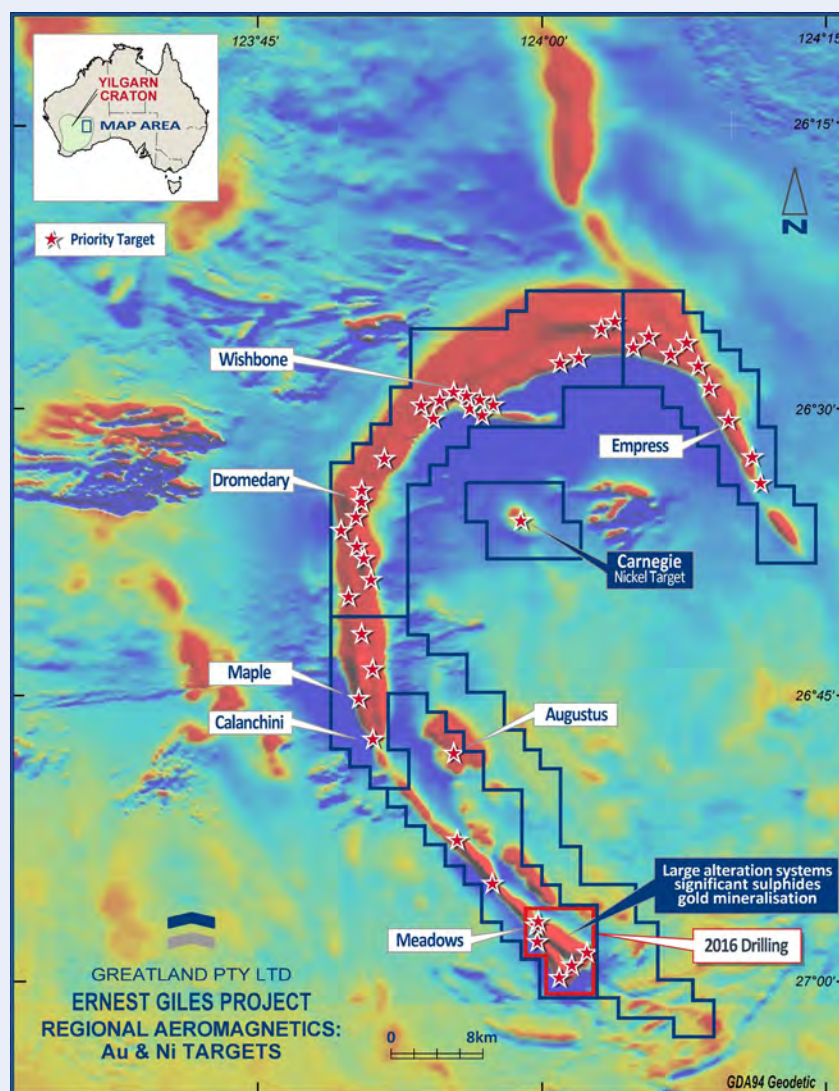 123°45'
124°00'
124°15'
YILGARN
CRATON
MAP AREA
26°15'
Priority Target
N
Wishbone
26°30'
Empress
Dromedary
Carnegie
Nickel Target
Maple
26°45'
Calanchini
Augustus
Large alteration systems
significant sulphides
gold mineralisation
Meadows
2016 Drilling
GREATLAND PTY LTD
27°00'
ERNEST GILES PROJECT
REGIONAL AEROMAGNETICS:
Au & Ni TARGETS
0 8km
GDA94 Geodetic